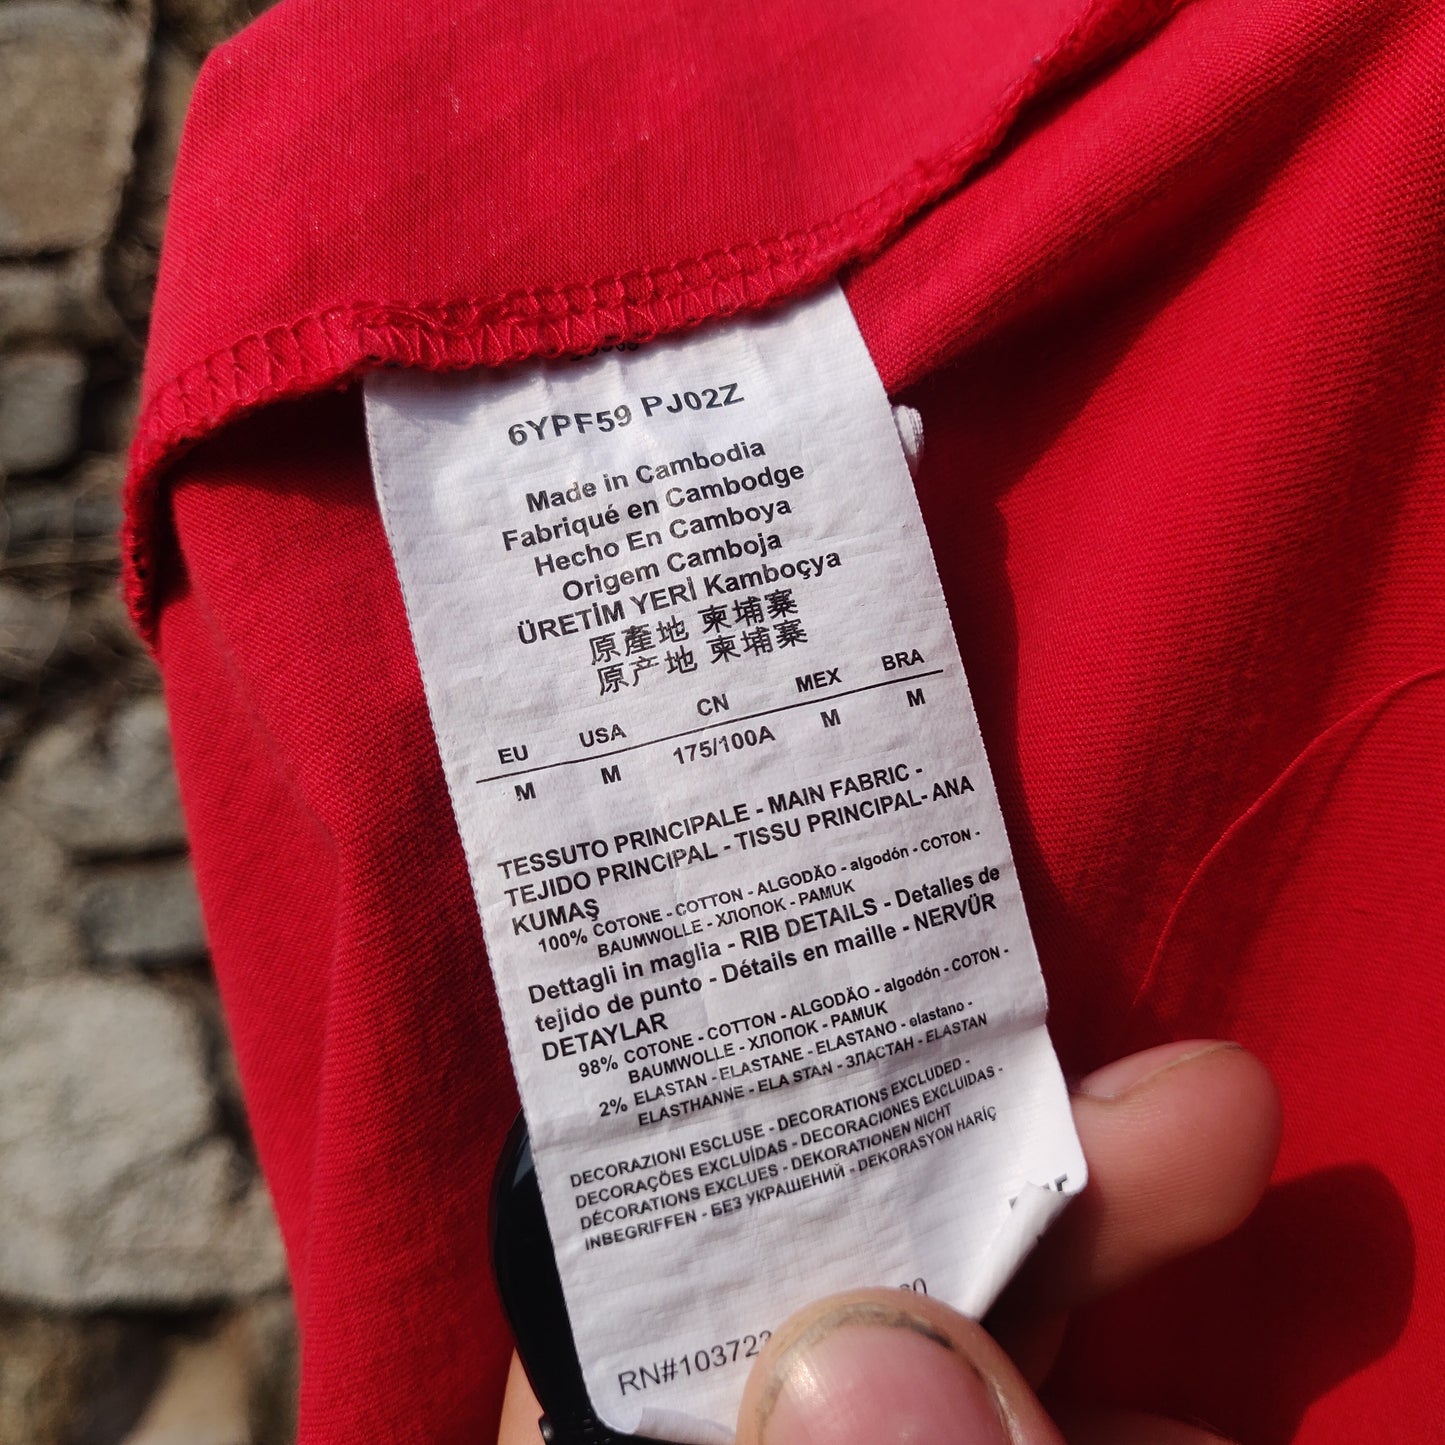 6YPF59 PJ02Z
Made in Cambodia
Fabriqué en Cambodge
Hecho En Camboya
Origem Camboja
ÜRETİM YERİ Kamboçya
原產地 柬埔寨
原产地 柬埔寨
EU USA CN MEX BRA
M M 175/100A M M
TESSUTO PRINCIPALE - MAIN FABRIC -
TEJIDO PRINCIPAL - TISSU PRINCIPAL- ANA
KUMAŞ
100% COTONE - COTTON - ALGODÃO - algodón - COTON -
BAUMWOLLE - ХЛОПОК - PAMUK
Dettagli in maglia - RIB DETAILS - Detalles de
tejido de punto - Détails en maille - NERVÜR
DETAYLAR
98% COTONE - COTTON - ALGODÃO - algodón - COTON -
BAUMWOLLE - ХЛОПОК - PAMUK
2% ELASTAN - ELASTANE - ELASTANO - elastano -
ELASTHANNE - ELA STAN - ЗЛАСТАН - ELASTAN
DECORAZIONI ESCLUSE - DECORATIONS EXCLUDED -
DECORAÇÕES EXCLUÍDAS - DECORACIONES EXCLUIDAS -
DÉCORATIONS EXCLUES - DEKORATIONEN NICHT
INBEGRIFFEN - БЕЗ УКРАШЕНИЙ - DEKORASYON HARİÇ